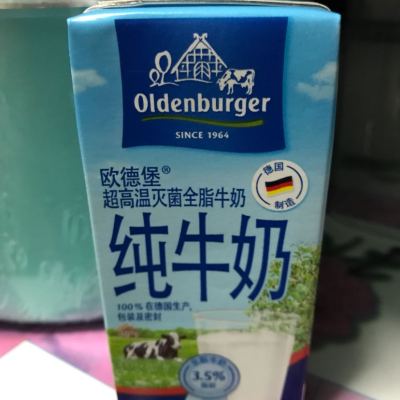 Oldenburger
SINCE 1964
欧德堡®
超高温灭菌全脂牛奶
德国
制造
纯牛奶
100%在德国生产,
包装及密封
3.5%